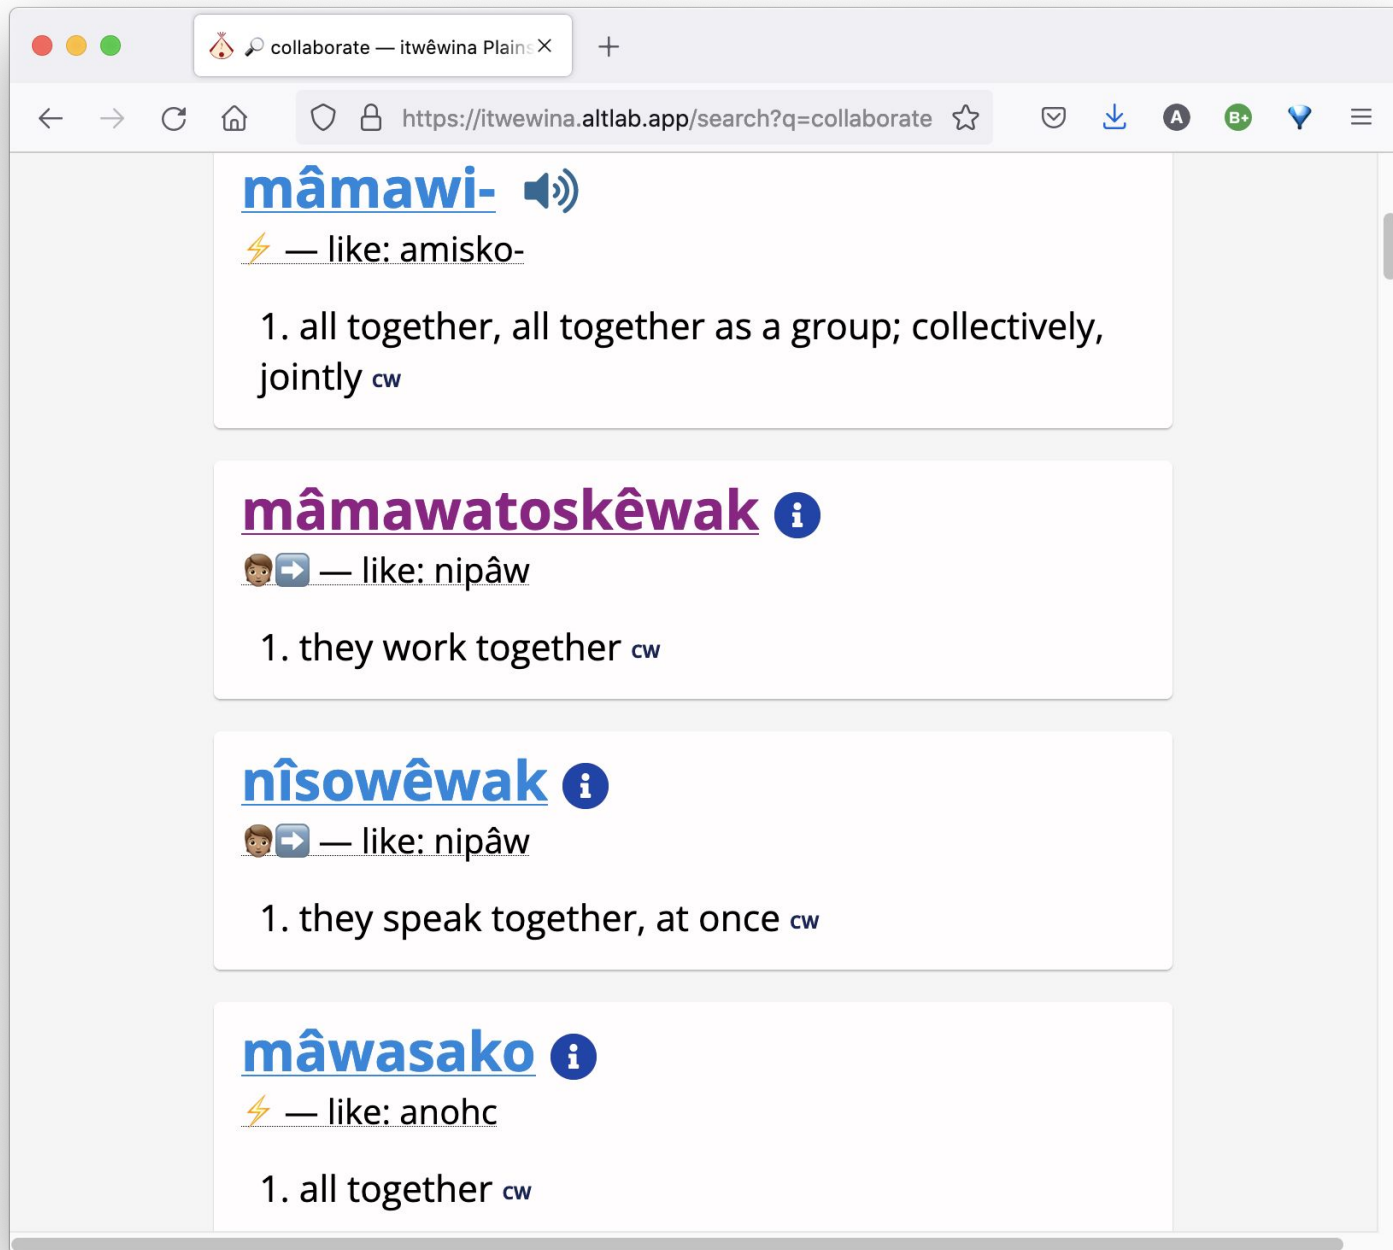 collaborate — itwêwina Plains
https://itwewina.altlab.app/search?q=collaborate
A
B+
mâmawi-
— like: amisko-
1. all together, all together as a group; collectively,
jointly CW
mâmawatoskêwak
— like: nipâw
1. they work together CW
nîsowêwak
— like: nipâw
1. they speak together, at once CW
mâwasako
— like: anohc
1. all together CW